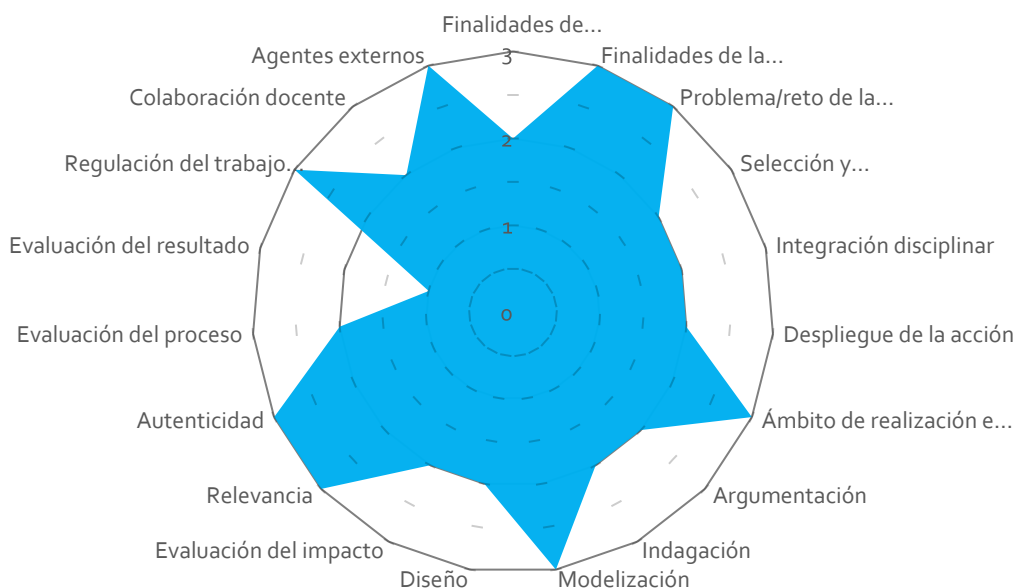 Finalidades de...
Finalidades de la...
Problema/reto de la...
Selección y...
Integración disciplinar
Despliegue de la acción
Ámbito de realización e...
Argumentación
Indagación
Modelización
Diseño
Evaluación del impacto
Relevancia
Autenticidad
Evaluación del proceso
Evaluación del resultado
Regulación del trabajo...
Colaboración docente
Agentes externos
3
2
1
0